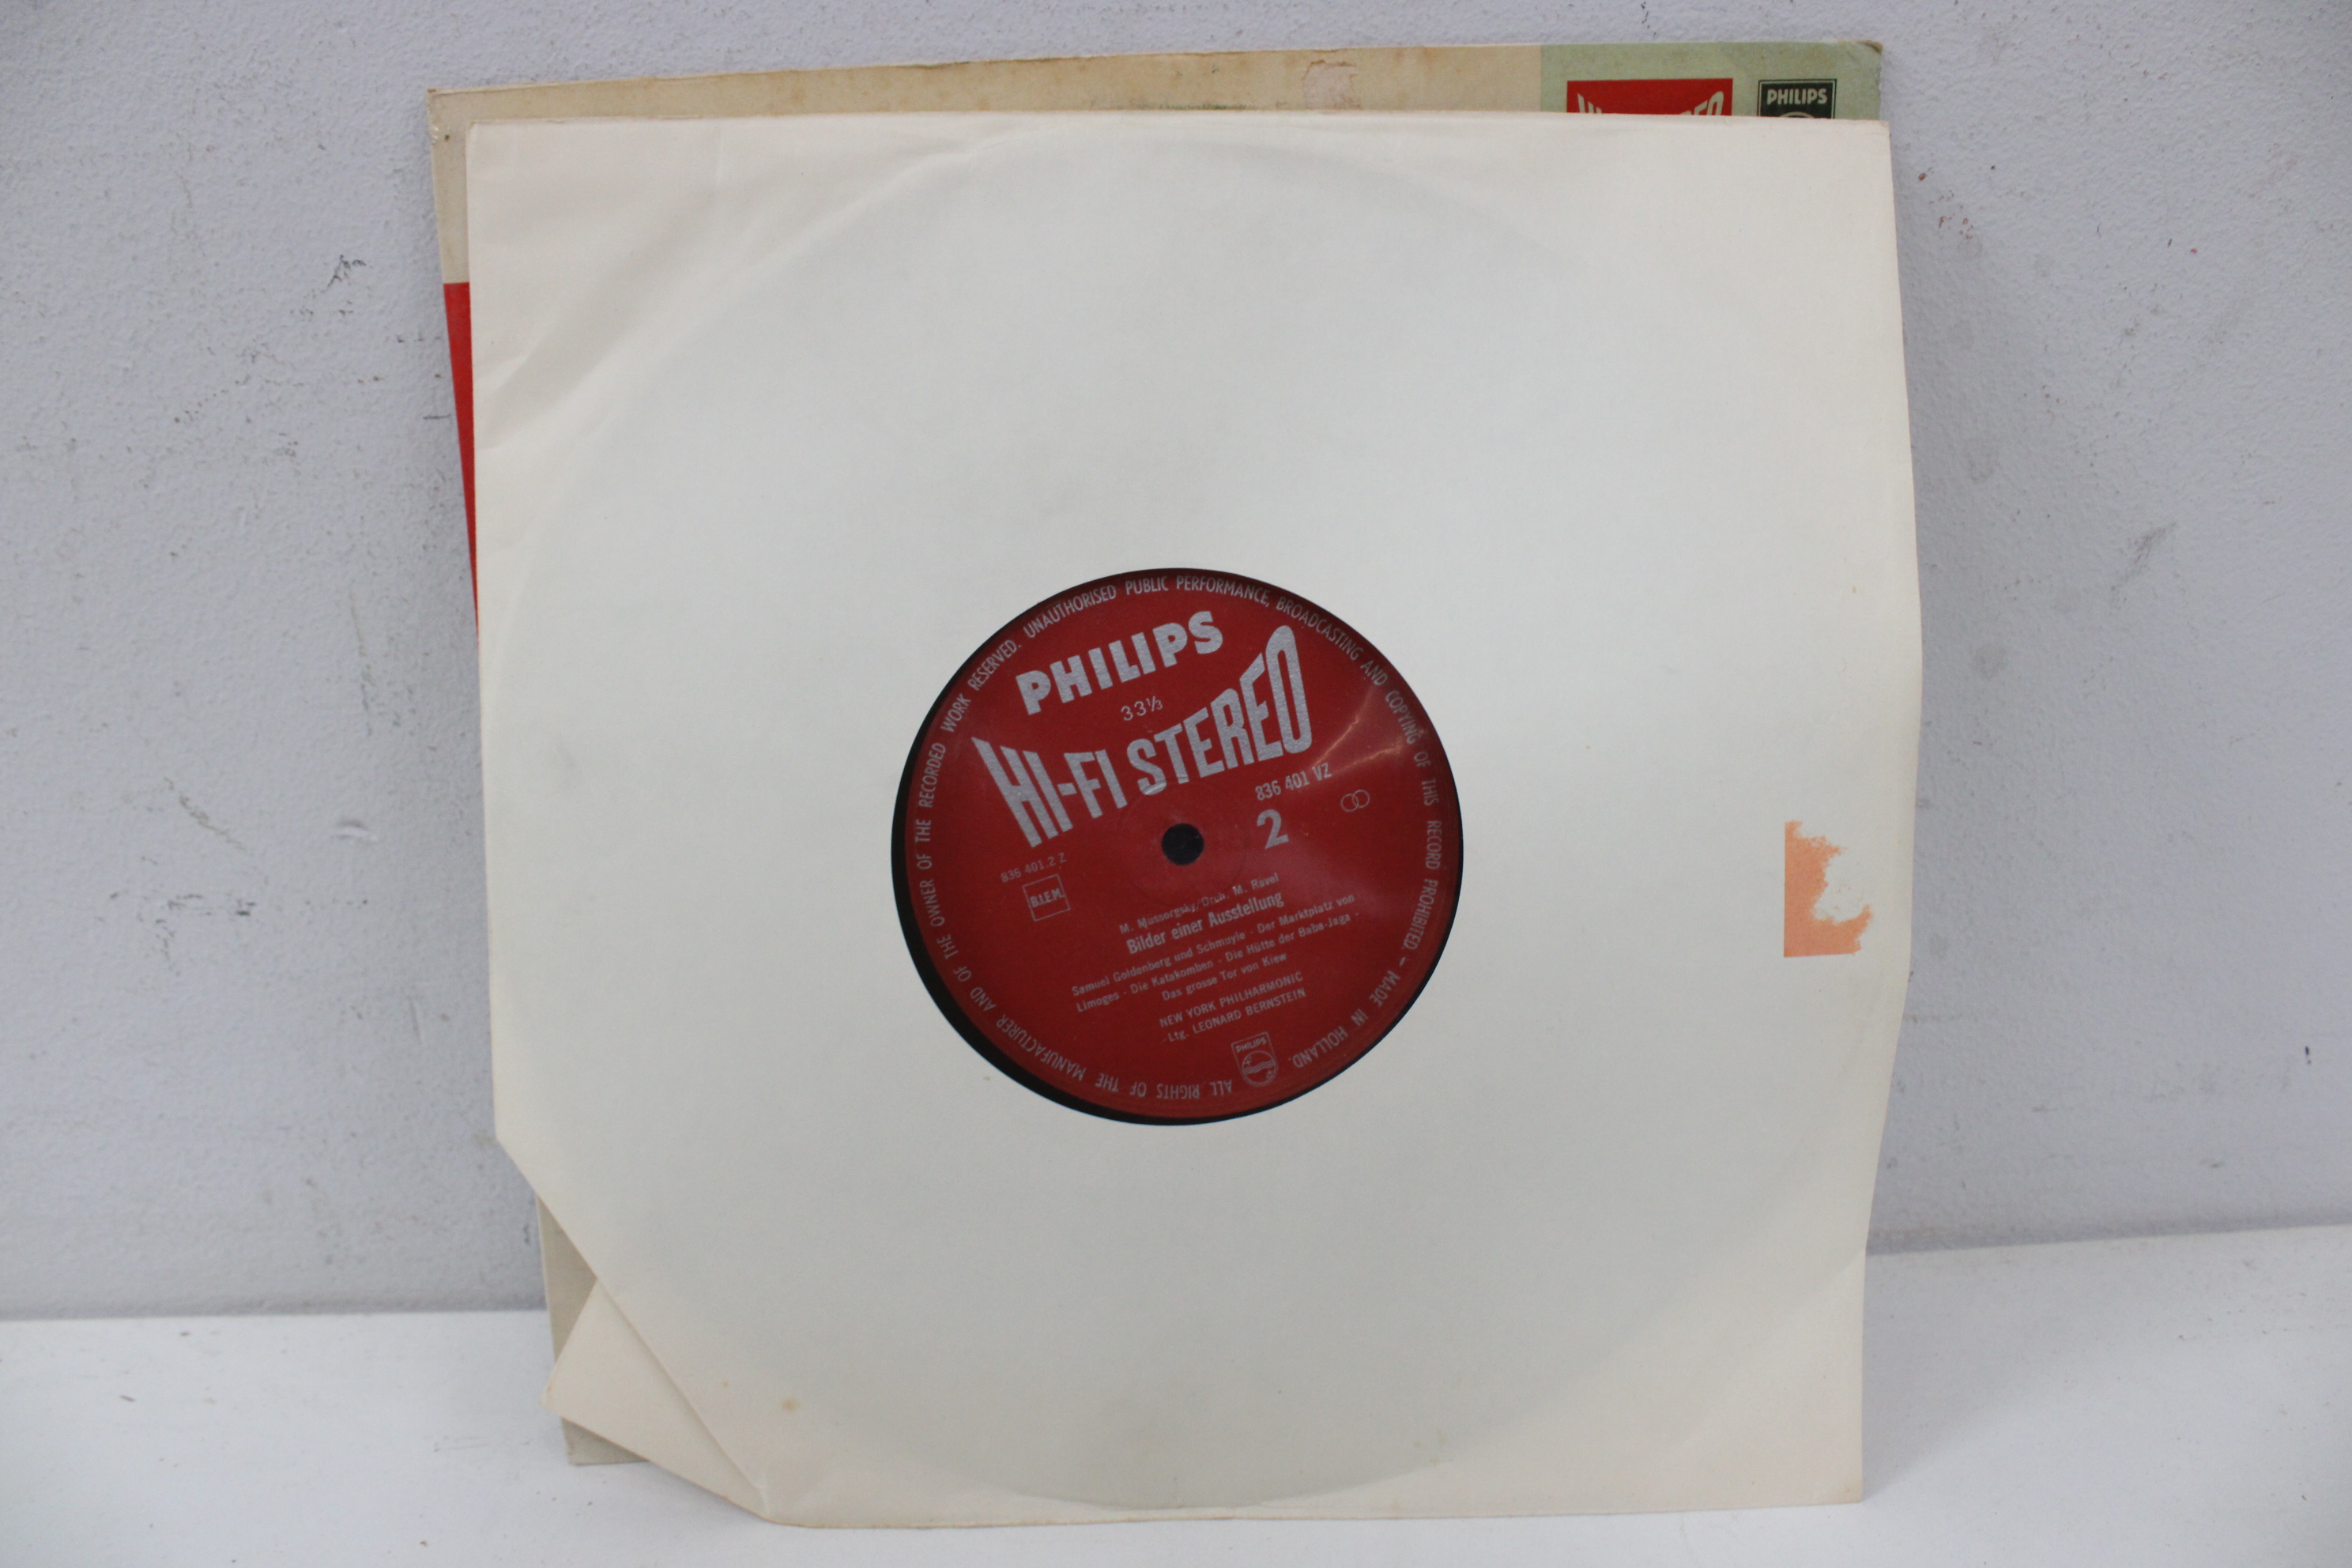 PHILIPS
PHILIPS
33⅓
HI-FI STEREO
836 401 VZ
2
836 401.2 Z
B.I.E.M.
M. Mussorgsky/Orch. M. Ravel
Bilder einer Ausstellung
Samuel Goldenberg und Schmuyle - Der Marktplatz von
Limoges - Die Katakomben - Die Hütte der Baba-Jaga -
Das grosse Tor von Kiew
NEW YORK PHILHARMONIC
Ltg. LEONARD BERNSTEIN
PHILIPS
ALL RIGHTS OF THE MANUFACTURER AND OF THE OWNER OF THE RECORDED WORK RESERVED. UNAUTHORISED PUBLIC PERFORMANCE, BROADCASTING AND COPYING OF THIS RECORD PROHIBITED. – MADE IN HOLLAND.